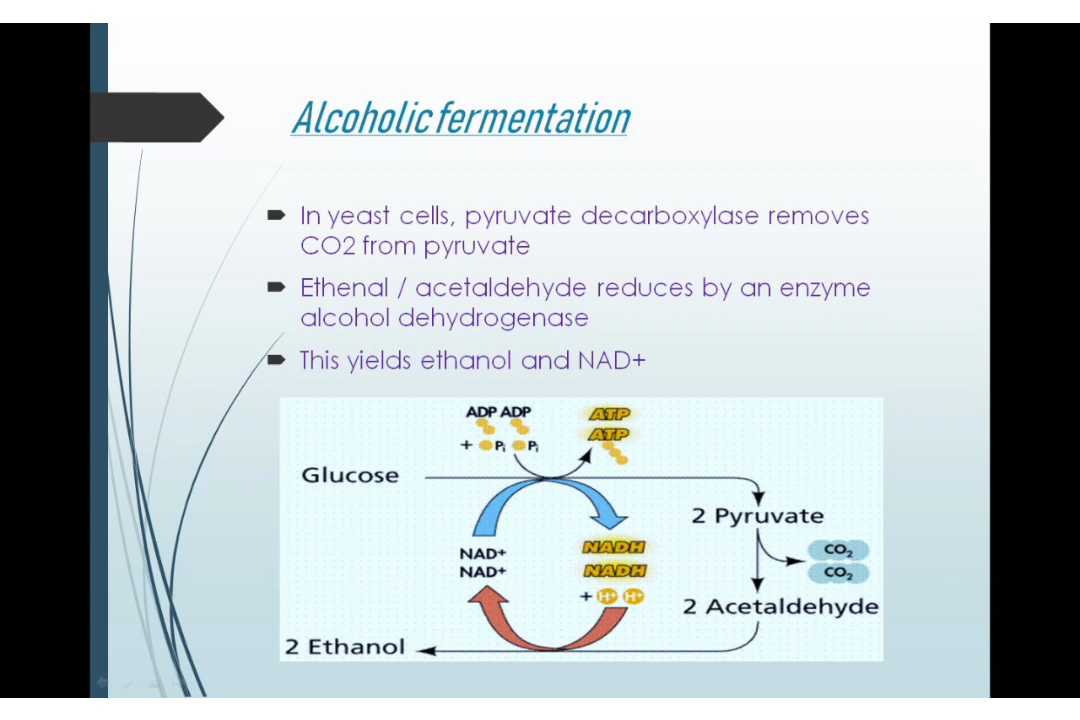 Alcoholic fermentation
In yeast cells, pyruvate decarboxylase removes
CO2 from pyruvate
Ethenal / acetaldehyde reduces by an enzyme
alcohol dehydrogenase
This yields ethanol and NAD+
ADP ADP ATP
ATP
+ Pi Pi
Glucose
2 Pyruvate
NAD+ NADH CO2
NAD+ NADH CO2
+ H+ H+
2 Acetaldehyde
2 Ethanol